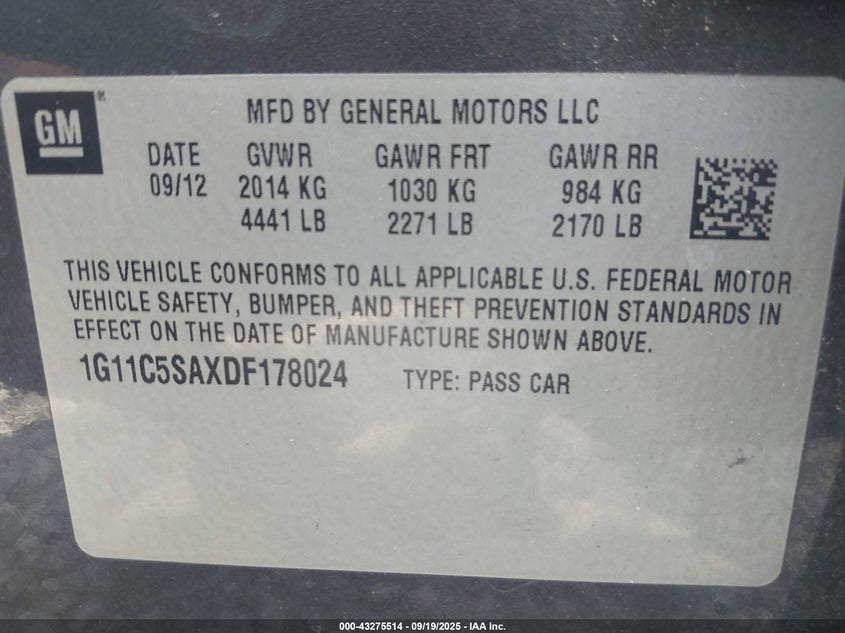 GM®
MFD BY GENERAL MOTORS LLC
DATE GVWR GAWR FRT GAWR RR
09/12 2014 KG 1030 KG 984 KG
4441 LB 2271 LB 2170 LB
THIS VEHICLE CONFORMS TO ALL APPLICABLE U.S. FEDERAL MOTOR
VEHICLE SAFETY, BUMPER, AND THEFT PREVENTION STANDARDS IN
EFFECT ON THE DATE OF MANUFACTURE SHOWN ABOVE.
1G11C5SAXDF178024 TYPE: PASS CAR
000-43275514 - 09/19/2025 - IAA Inc.